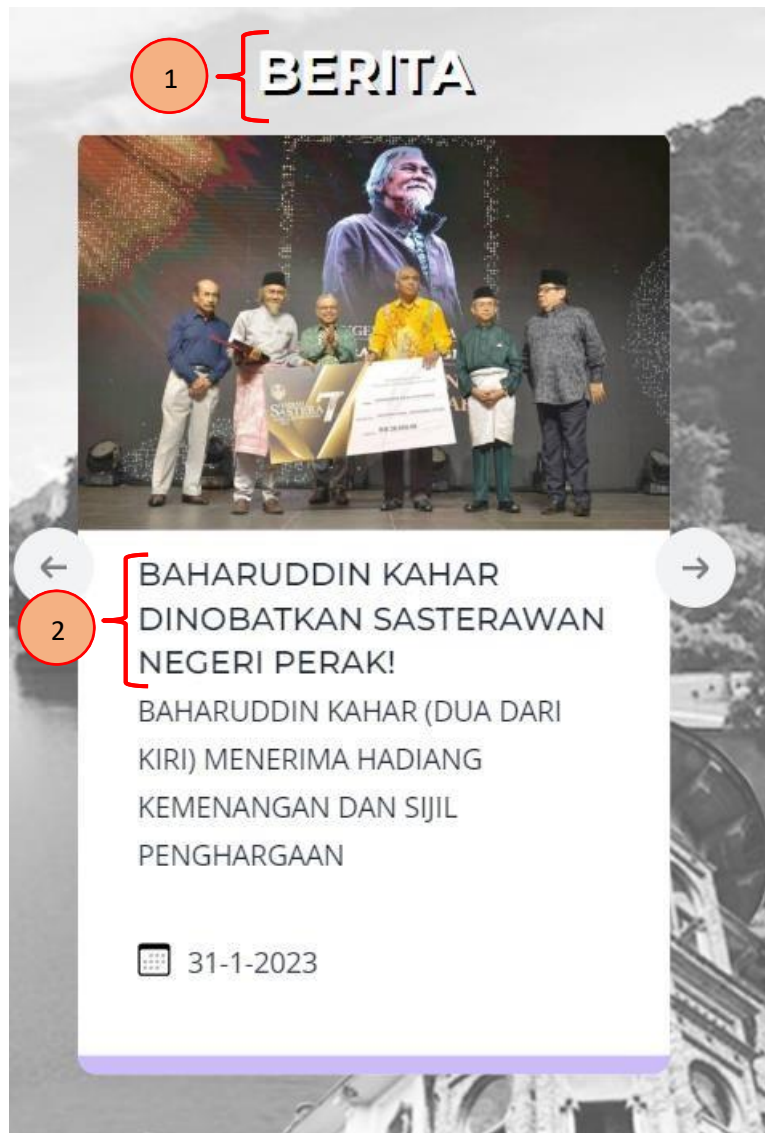 1
BERITA
SASTERA
BAHARUDDIN KAHAR
DINOBATKAN SASTERAWAN
NEGERI PERAK!
2
BAHARUDDIN KAHAR (DUA DARI
KIRI) MENERIMA HADIANG
KEMENANGAN DAN SIJIL
PENGHARGAAN
31-1-2023